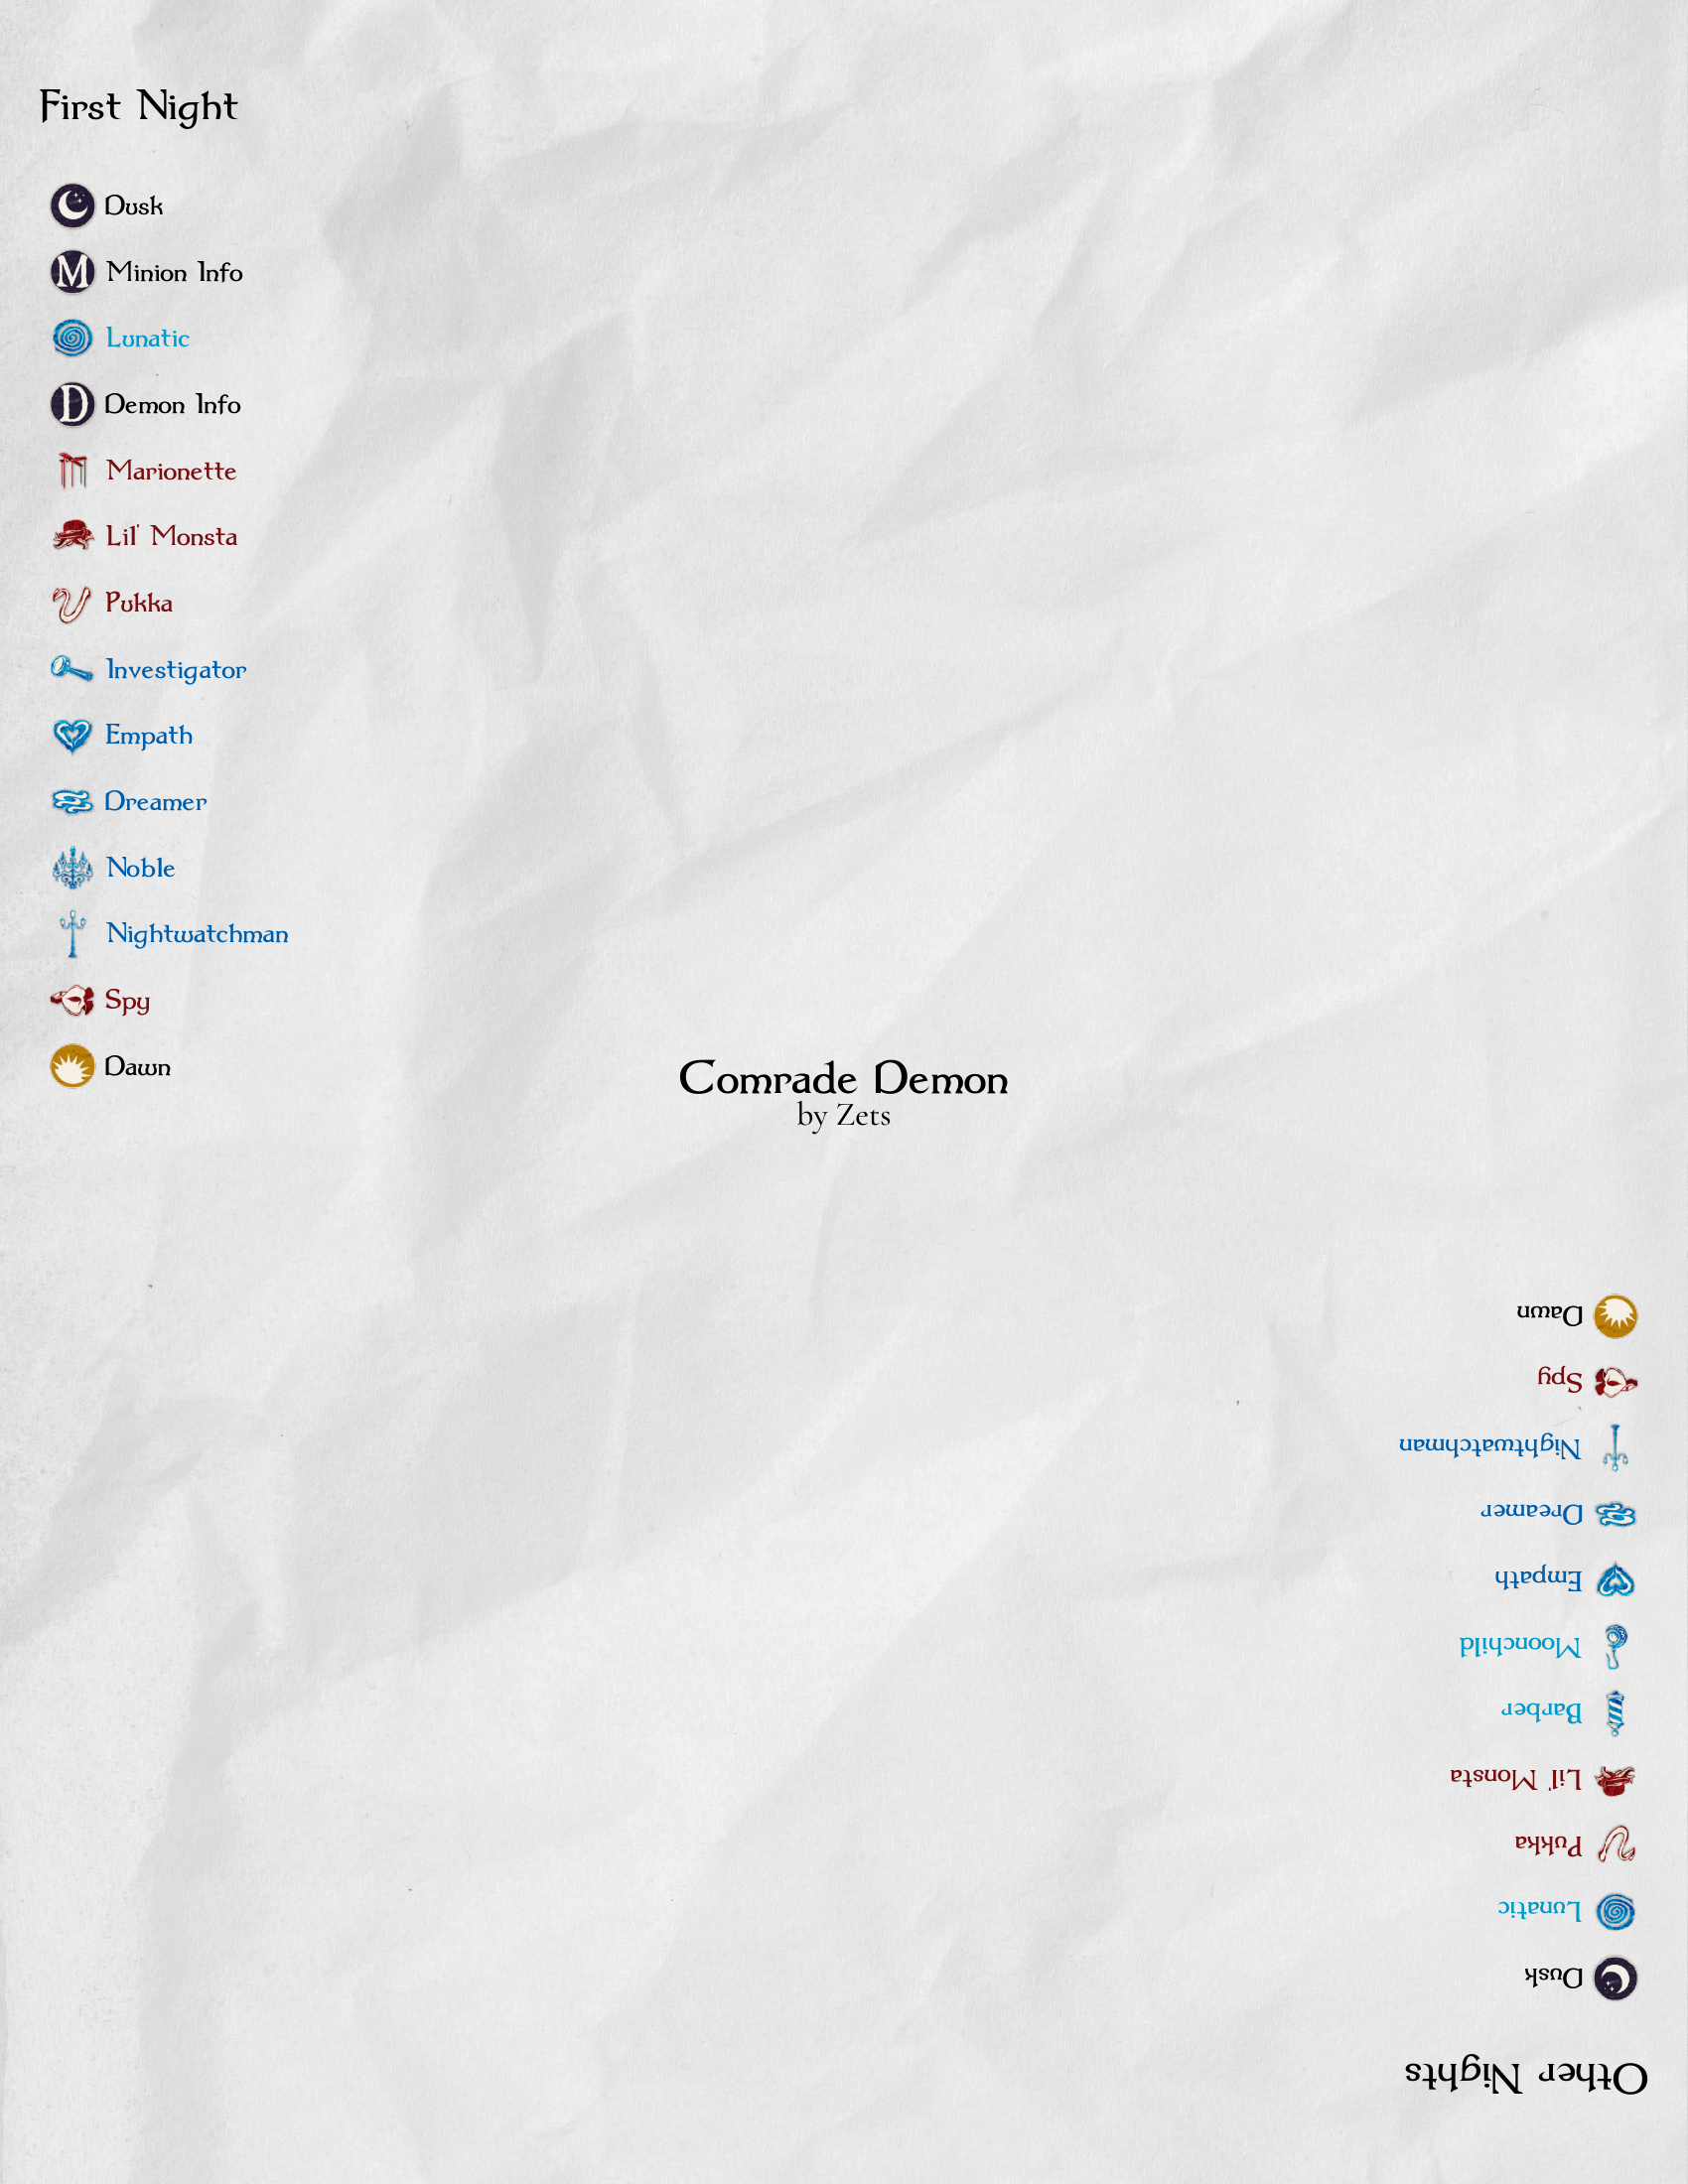 First Night
Dusk
M Minion Info
Lunatic
D Demon Info
Marionette
Lil' Monsta
Pukka
Investigator
Empath
Dreamer
Noble
Nightwatchman
Spy
Dawn
Comrade Demon
by Zets
Other Nights
Dusk
Lunatic
Pukka
Lil' Monsta
Barber
Moonchild
Empath
Dreamer
Nightwatchman
Spy
Dawn